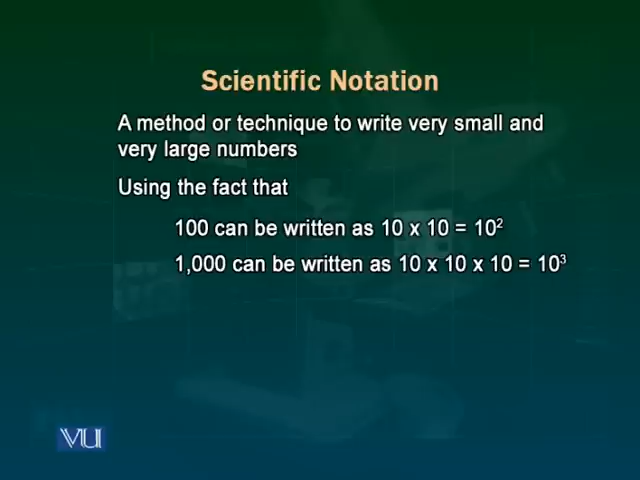 Scientific Notation
A method or technique to write very small and
very large numbers
Using the fact that
100 can be written as 10 x 10 = 10²
1,000 can be written as 10 x 10 x 10 = 10³
VU